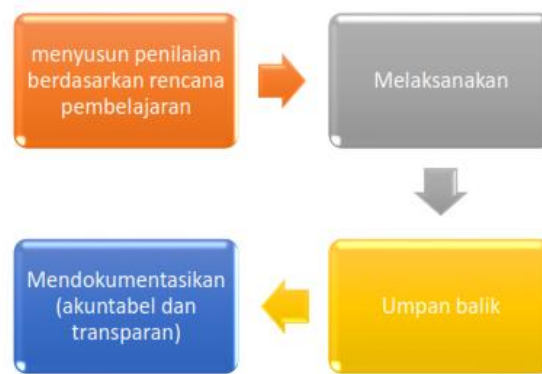 menyusun penilaian
berdasarkan rencana
pembelajaran
Melaksanakan
Umpan balik
Mendokumentasikan
(akuntabel dan
transparan)